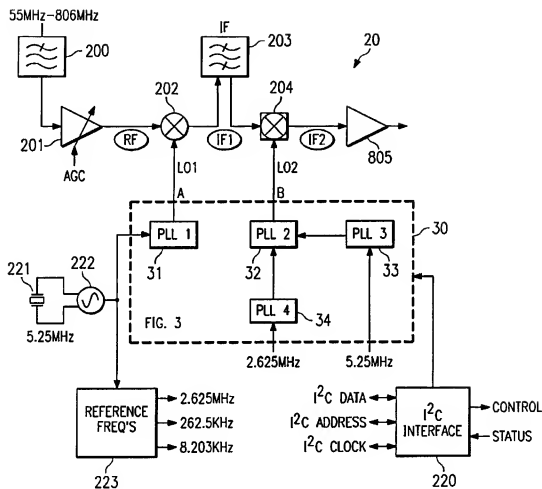 55MHz–806MHz
200
IF
203
20
202
204
201
RF
IF1
IF2
805
AGC
LO1
LO2
A
B
PLL 1
PLL 2
PLL 3
30
31
32
33
221
222
PLL 4
34
5.25MHz
FIG. 3
2.625MHz
5.25MHz
REFERENCE
FREQ'S
2.625MHz
262.5KHz
8.203KHz
223
I²C DATA
I²C ADDRESS
I²C CLOCK
I²C
INTERFACE
CONTROL
STATUS
220